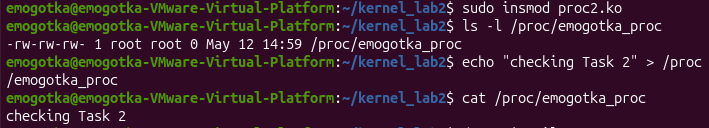 emogotka@emogotka-VMware-Virtual-Platform:~/kernel_lab2$ sudo insmod proc2.ko
emogotka@emogotka-VMware-Virtual-Platform:~/kernel_lab2$ ls -l /proc/emogotka_proc
-rw-rw-rw- 1 root root 0 May 12 14:59 /proc/emogotka_proc
emogotka@emogotka-VMware-Virtual-Platform:~/kernel_lab2$ echo "checking Task 2" > /proc
/emogotka_proc
emogotka@emogotka-VMware-Virtual-Platform:~/kernel_lab2$ cat /proc/emogotka_proc
checking Task 2